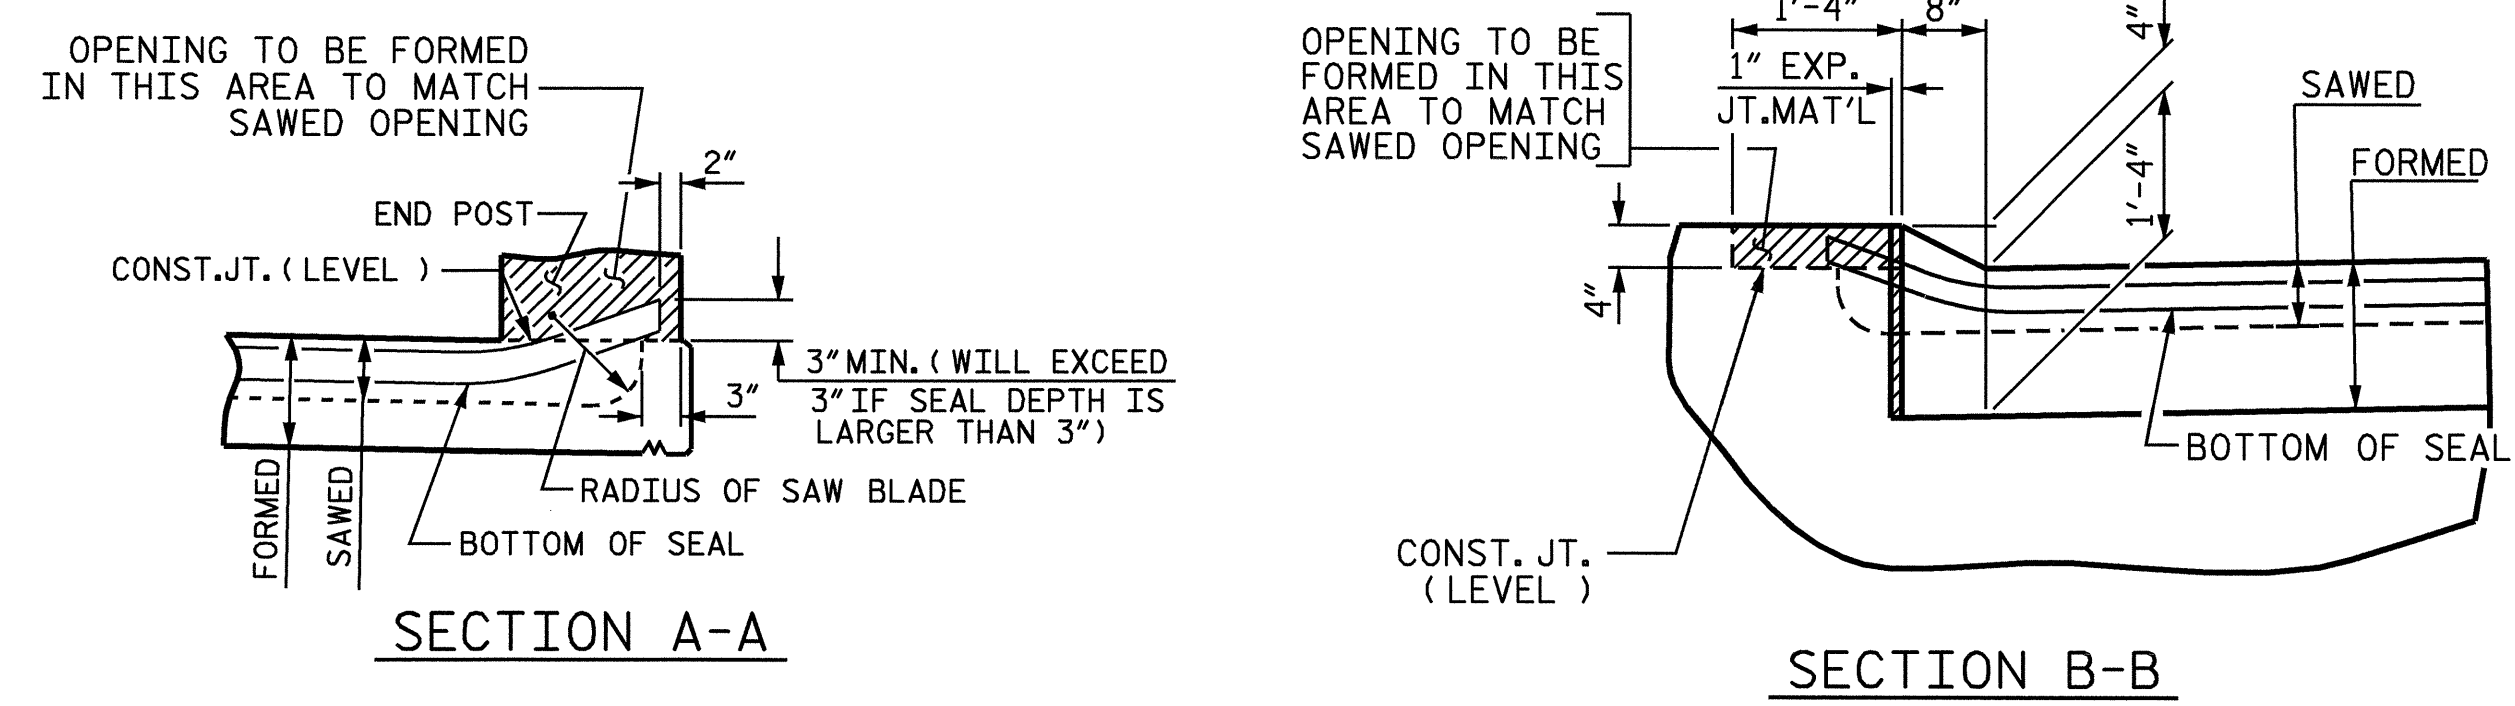 OPENING TO BE FORMED
IN THIS AREA TO MATCH
SAWED OPENING
2"
END POST
CONST.JT.(LEVEL )
3"MIN.(WILL EXCEED
3"IF SEAL DEPTH IS
LARGER THAN 3")
3"
RADIUS OF SAW BLADE
BOTTOM OF SEAL
FORMED
SAWED
SECTION A-A
OPENING TO BE
FORMED IN THIS
AREA TO MATCH
SAWED OPENING
1'-4"
8"
4"
1" EXP.
JT.MAT'L
SAWED
FORMED
1'-4"
4"
BOTTOM OF SEAL
CONST. JT.
(LEVEL )
SECTION B-B